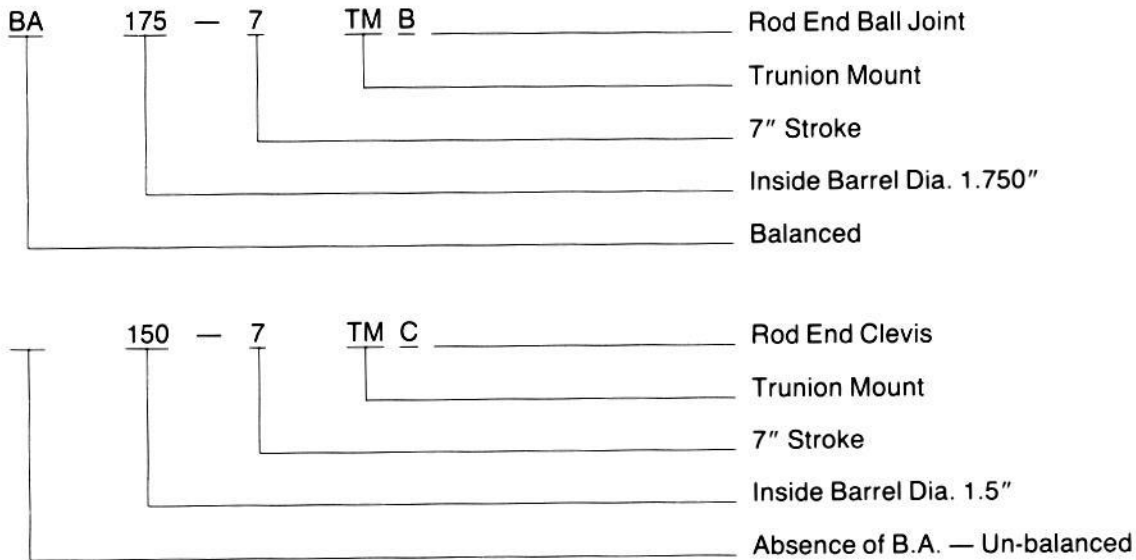 BA 175 — 7 TM B Rod End Ball Joint
Trunion Mount
7" Stroke
Inside Barrel Dia. 1.750"
Balanced
150 — 7 TM C Rod End Clevis
Trunion Mount
7" Stroke
Inside Barrel Dia. 1.5"
Absence of B.A. — Un-balanced